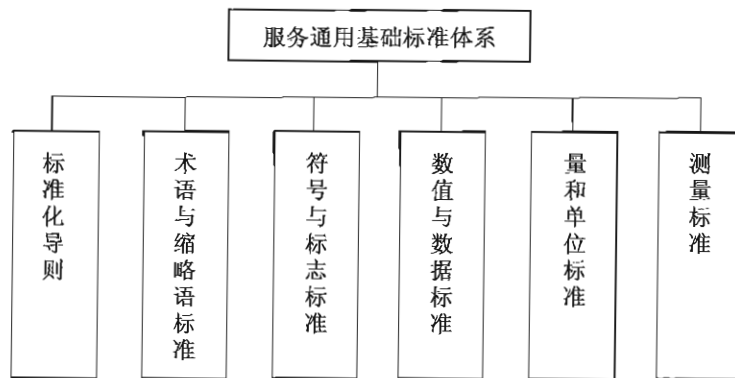 服务通用基础标准体系
标准化导则
术语与缩略语标准
符号与标志标准
数值与数据标准
量和单位标准
测量标准